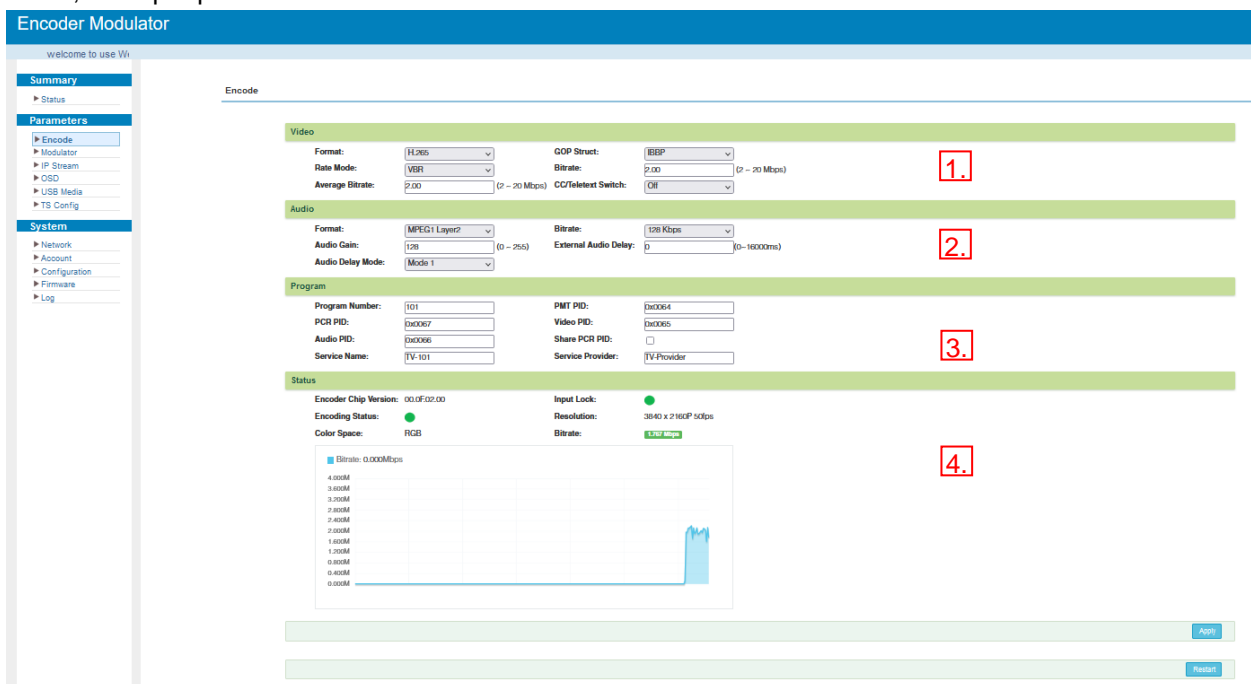 Encoder Modulator
welcome to use We
Summary
Status
Parameters
Encode
Modulator
IP Stream
OSD
USB Media
TS Config
System
Network
Account
Configuration
Firmware
Log
Encode
Video
Format: H.265 GOP Struct: IBBP
Rate Mode: VBR Bitrate: 2.00 (2 ~ 20 Mbps)
Average Bitrate: 2.00 (2 ~ 20 Mbps) CC/Teletext Switch: Off
1.
Audio
Format: MPEG1 Layer2 Bitrate: 128 Kbps
Audio Gain: 128 (0 ~ 255) External Audio Delay: 0 (0~16000ms)
Audio Delay Mode: Mode 1
2.
Program
Program Number: 101 PMT PID: 0x0064
PCR PID: 0x0067 Video PID: 0x0065
Audio PID: 0x0066 Share PCR PID:
Service Name: TV-101 Service Provider: TV-Provider
3.
Status
Encoder Chip Version: 00.0F.02.00 Input Lock:
Encoding Status: Resolution: 3840 x 2160P 50fps
Color Space: RGB Bitrate: 1.767 Mbps
4.
Bitrate: 0.000Mbps
4.000M
3.600M
3.200M
2.800M
2.400M
2.000M
1.600M
1.200M
0.800M
0.400M
0.000M
Apply
Restart